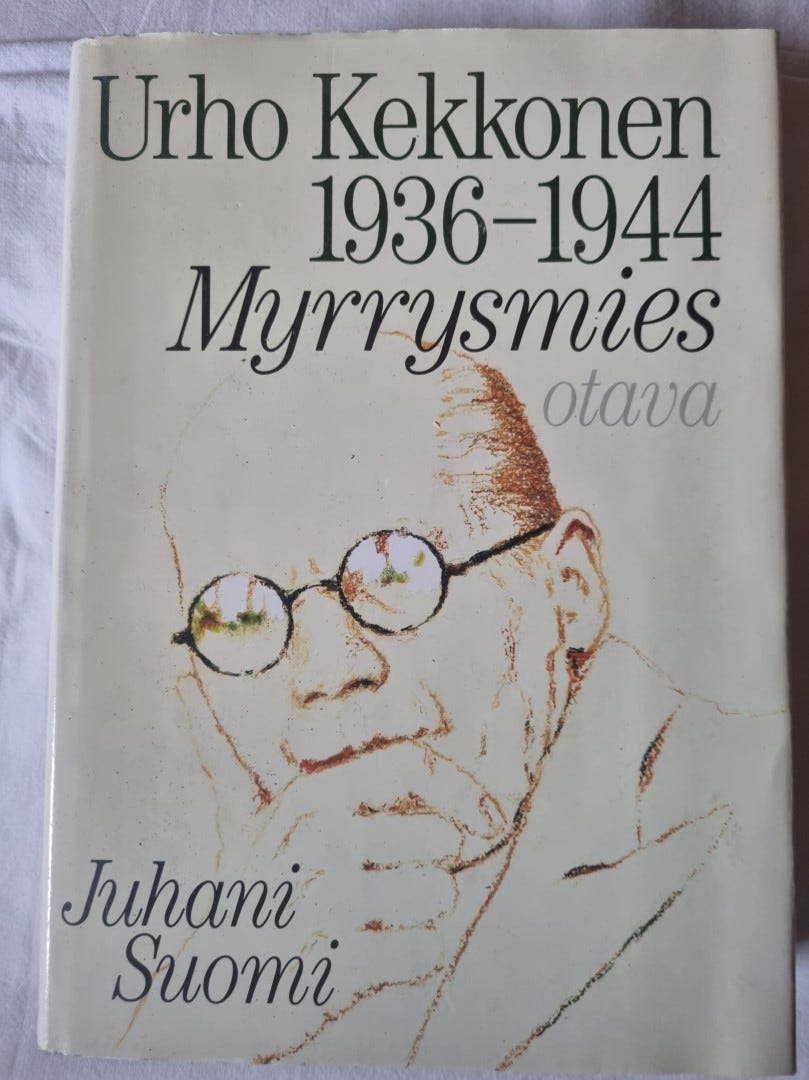 Urho Kekkonen
1936–1944
Myrrysmies
otava
Juhani
Suomi